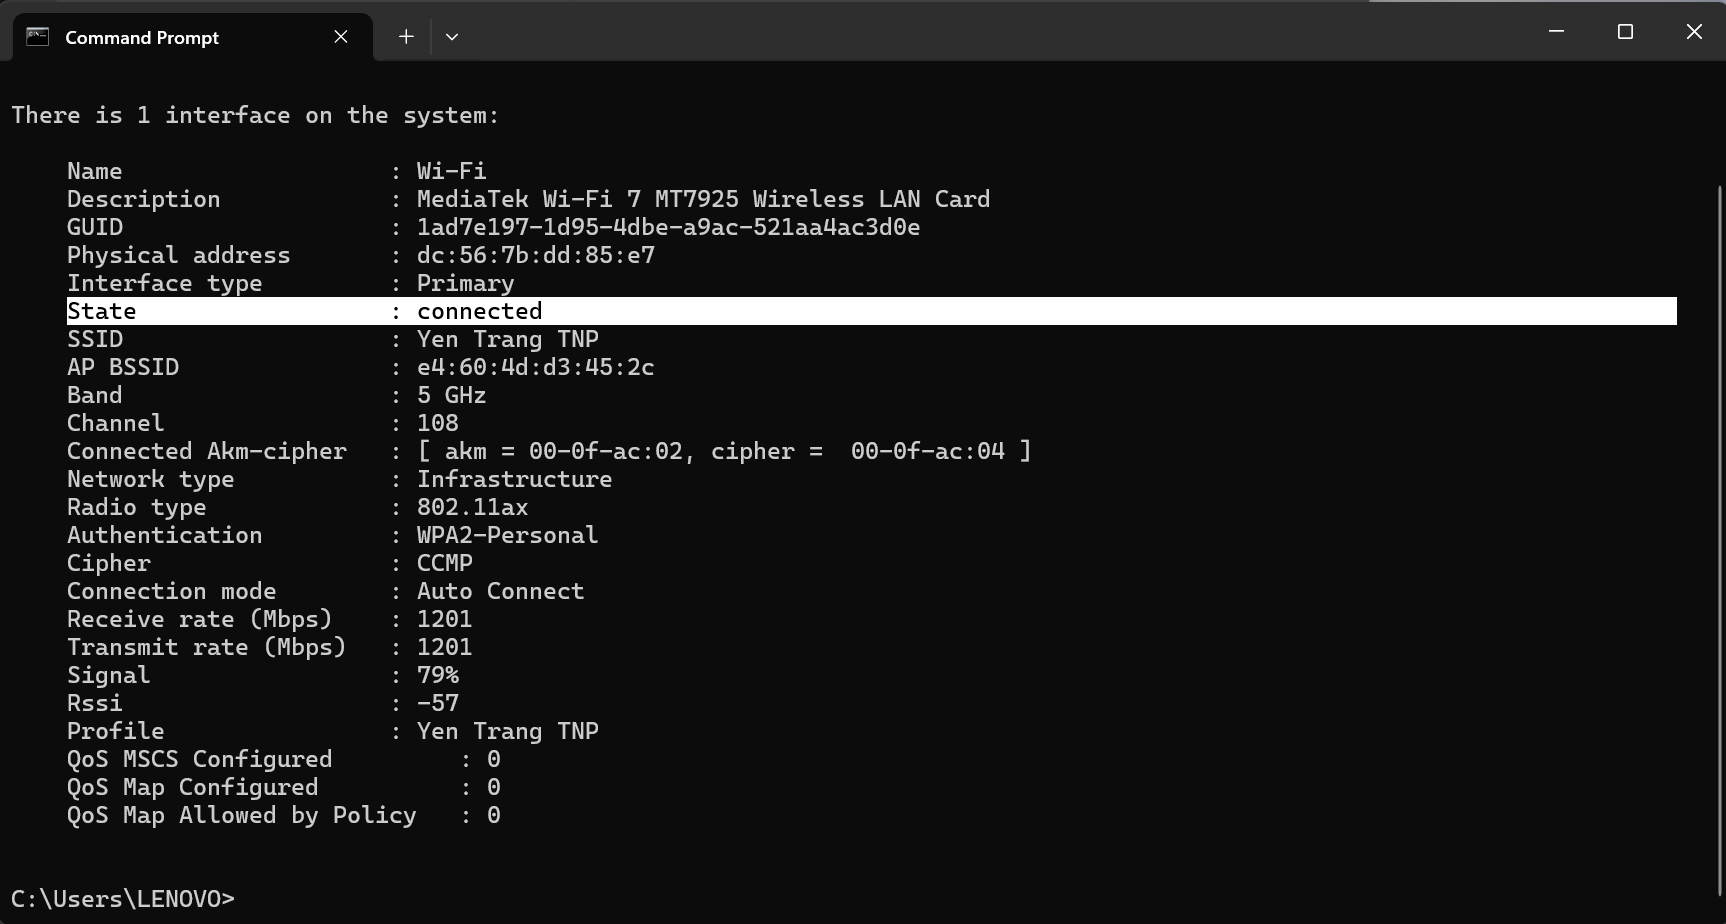 Command Prompt
There is 1 interface on the system:
Name : Wi-Fi
Description : MediaTek Wi-Fi 7 MT7925 Wireless LAN Card
GUID : 1ad7e197-1d95-4dbe-a9ac-521aa4ac3d0e
Physical address : dc:56:7b:dd:85:e7
Interface type : Primary
State : connected
SSID : Yen Trang TNP
AP BSSID : e4:60:4d:d3:45:2c
Band : 5 GHz
Channel : 108
Connected Akm-cipher : [ akm = 00-0f-ac:02, cipher =  00-0f-ac:04 ]
Network type : Infrastructure
Radio type : 802.11ax
Authentication : WPA2-Personal
Cipher : CCMP
Connection mode : Auto Connect
Receive rate (Mbps) : 1201
Transmit rate (Mbps) : 1201
Signal : 79%
Rssi : -57
Profile : Yen Trang TNP
QoS MSCS Configured : 0
QoS Map Configured : 0
QoS Map Allowed by Policy : 0
C:\Users\LENOVO>